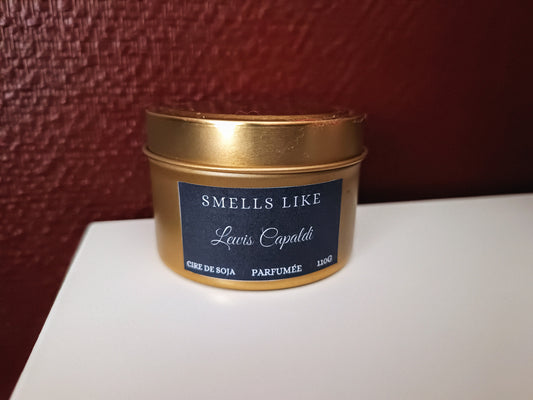 SMELLS LIKE
Lewis Capaldi
CIRE DE SOJA PARFUMÉE 110G